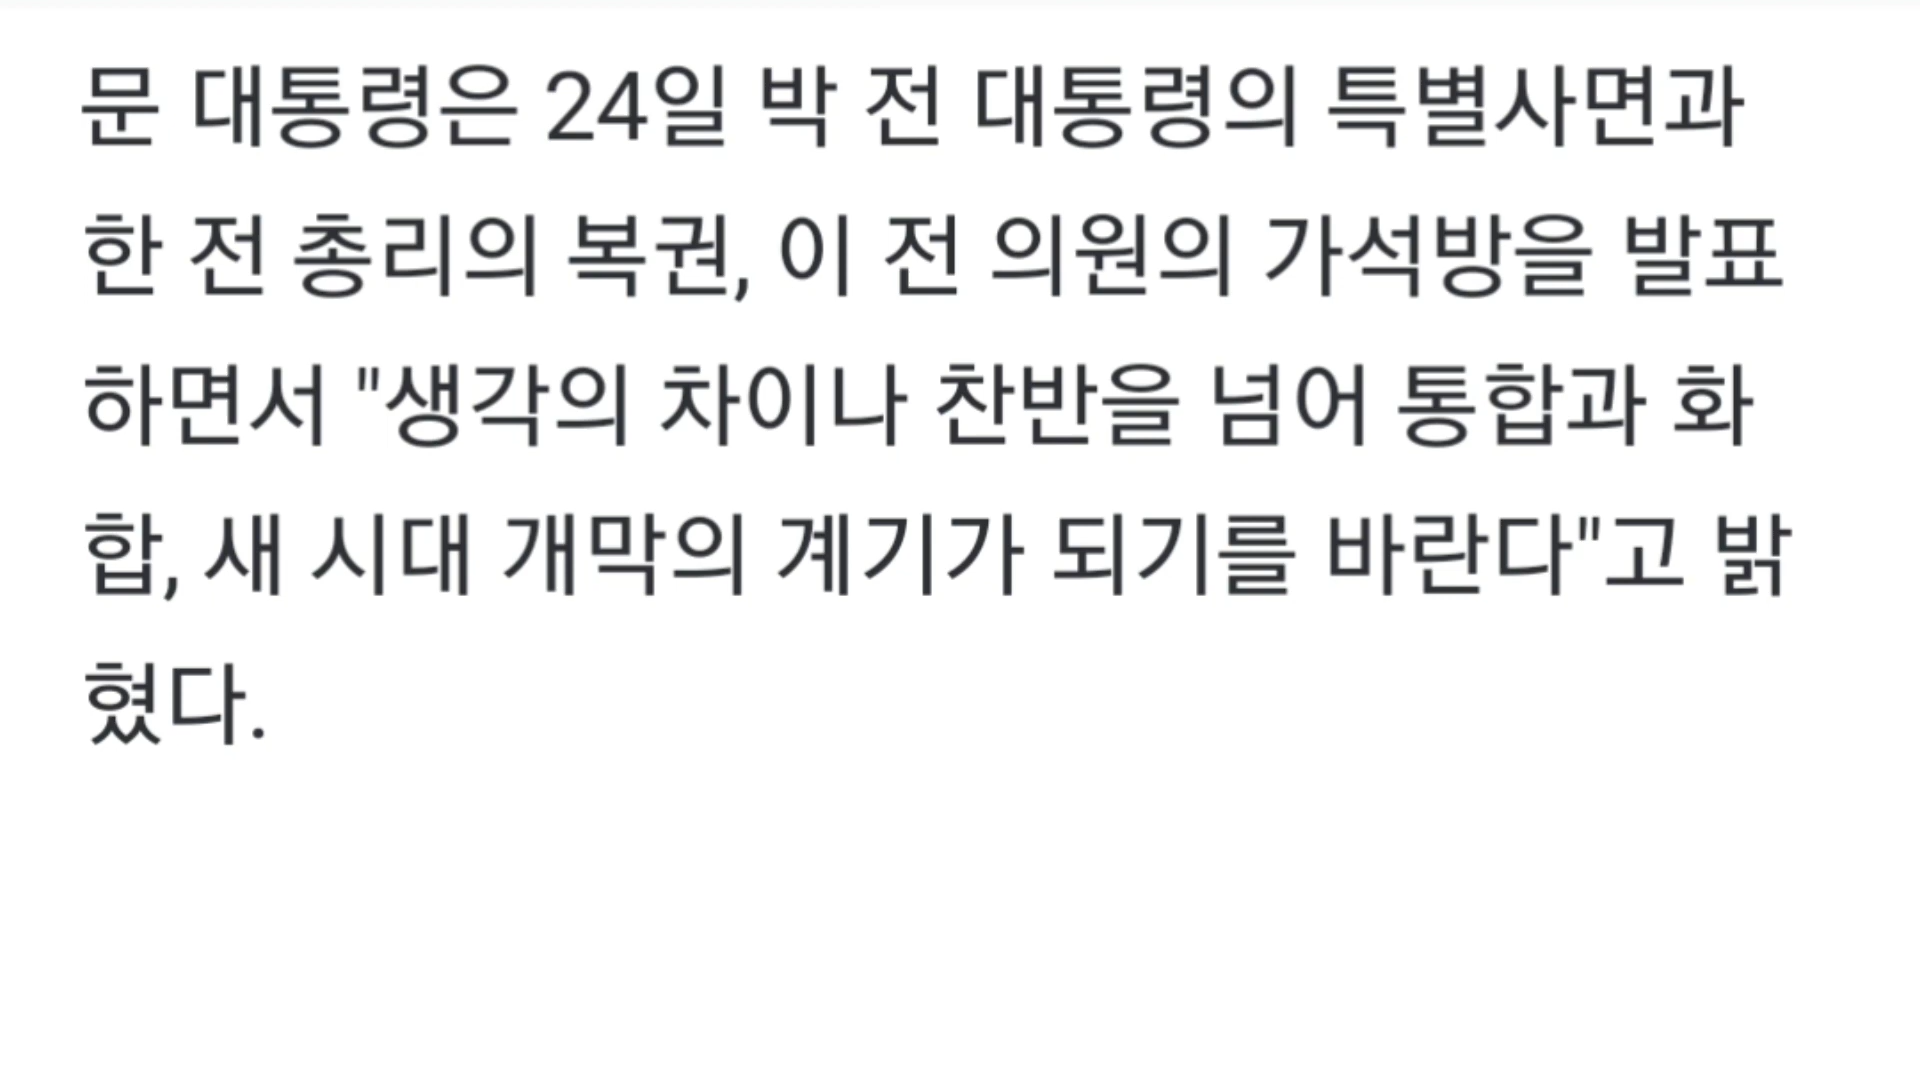 문 대통령은 24일 박 전 대통령의 특별사면과
한 전 총리의 복권, 이 전 의원의 가석방을 발표
하면서 "생각의 차이나 찬반을 넘어 통합과 화
합, 새 시대 개막의 계기가 되기를 바란다"고 밝
혔다.